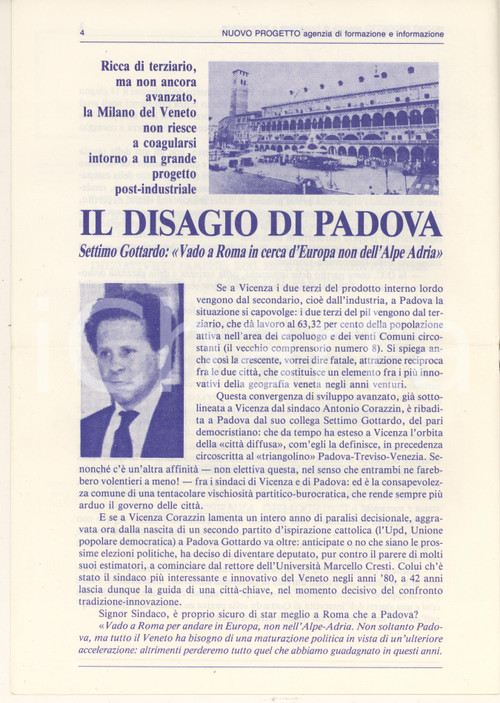 4
NUOVO PROGETTO agenzia di formazione e informazione
Ricca di terziario,
ma non ancora
avanzato,
la Milano del Veneto
non riesce
a coagularsi
intorno a un grande
progetto
post-industriale
IL DISAGIO DI PADOVA
Settimo Gottardo: «Vado a Roma in cerca d'Europa non dell'Alpe Adria»
Se a Vicenza i due terzi del prodotto interno lordo
vengono dal secondario, cioè dall'industria, a Padova la
situazione si capovolge: i due terzi del pil vengono dal ter-
ziario, che dà lavoro al 63,32 per cento della popolazione
attiva nell'area dei capoluogo e dei venti Comuni circo-
stanti (il vecchio comprensorio numero 8). Si spiega an-
che così la crescente, vorrei dire fatale, attrazione reciproca
fra le due città, che costituisce un elemento fra i più inno-
vativi della geografia veneta negli anni venturi.
Questa convergenza di sviluppo avanzato, già sotto-
lineata a Vicenza dal sindaco Antonio Corazzin, è ribadi-
ta a Padova dal suo collega Settimo Gottardo, del pari
democristiano: che da tempo ha esteso a Vicenza l'orbita
della «città diffusa», com'egli la definisce, in precedenza
circoscritta al «triangolino» Padova-Treviso-Venezia. Se-
nonché c'è un'altra affinità — non elettiva questa, nel senso che entrambi ne fareb-
bero volentieri a meno! — fra i sindaci di Vicenza e di Padova: ed è la consapevolez-
za comune di una tentacolare vischiosità partitico-burocratica, che rende sempre più
arduo il governo delle città.
E se a Vicenza Corazzin lamenta un intero anno di paralisi decisionale, aggra-
vata ora dalla nascita di un secondo partito d'ispirazione cattolica (l'Upd, Unione
popolare democratica) a Padova Gottardo va oltre: anticipate o no che siano le pros-
sime elezioni politiche, ha deciso di diventare deputato, pur contro il parere di molti
suoi estimatori, a cominciare dal rettore dell'Università Marcello Cresti. Colui ch'è
stato il sindaco più interessante e innovativo del Veneto negli anni '80, a 42 anni
lascia dunque la guida di una città-chiave, nel momento decisivo del confronto
tradizione-innovazione.
Signor Sindaco, è proprio sicuro di star meglio a Roma che a Padova?
«Vado a Roma per andare in Europa, non nell'Alpe-Adria. Non soltanto Pado-
va, ma tutto il Veneto ha bisogno di una maturazione politica in vista di un'ulteriore
accelerazione: altrimenti perderemo tutto quel che abbiamo guadagnato in questi anni.